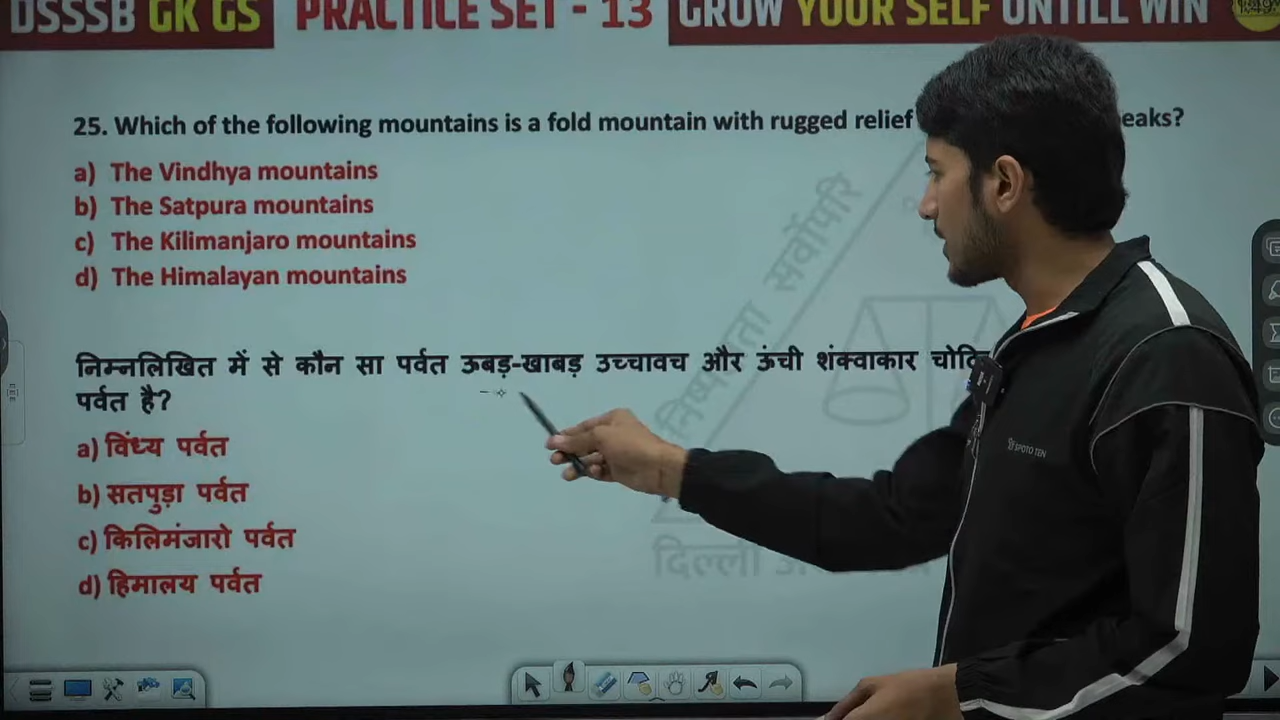 DSSSB GK GS PRACTICE SET - 13 GROW YOUR SELF UNTILL WIN
25. Which of the following mountains is a fold mountain with rugged relief eaks?
a) The Vindhya mountains
b) The Satpura mountains
c) The Kilimanjaro mountains
d) The Himalayan mountains
निम्नलिखित में से कौन सा पर्वत ऊबड़-खाबड़ उच्चावच और ऊंची शंक्वाकार
पर्वत है?
a) विंध्य पर्वत
b) सतपुड़ा पर्वत
c) किलिमंजारो पर्वत
d) हिमालय पर्वत
सर्वोपरि
दिल्ली